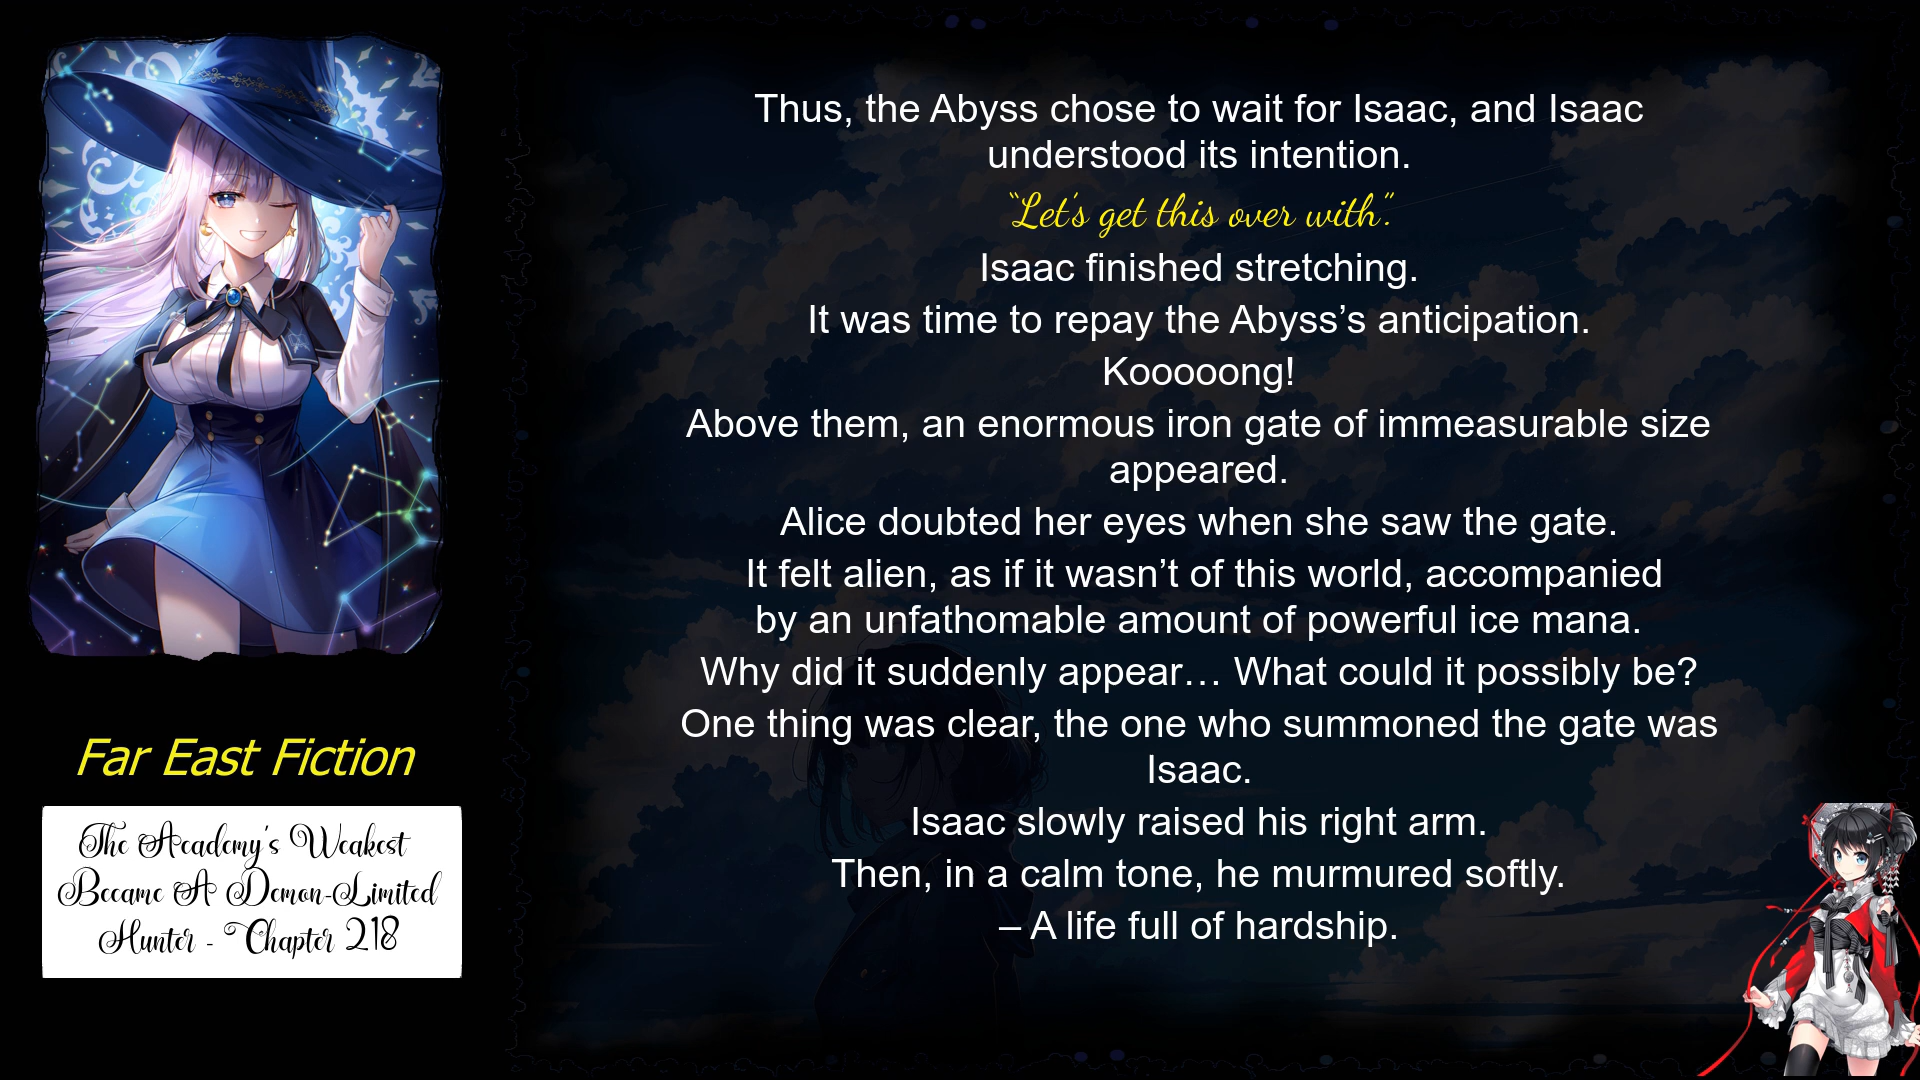 Thus, the Abyss chose to wait for Isaac, and Isaac
understood its intention.
“Let’s get this over with.”
Isaac finished stretching.
It was time to repay the Abyss’s anticipation.
Kooooong!
Above them, an enormous iron gate of immeasurable size
appeared.
Alice doubted her eyes when she saw the gate.
It felt alien, as if it wasn’t of this world, accompanied
by an unfathomable amount of powerful ice mana.
Why did it suddenly appear… What could it possibly be?
One thing was clear, the one who summoned the gate was
Isaac.
Isaac slowly raised his right arm.
Then, in a calm tone, he murmured softly.
– A life full of hardship.
Far East Fiction
The Academy's Weakest
Became A Demon-Limited
Hunter - Chapter 218